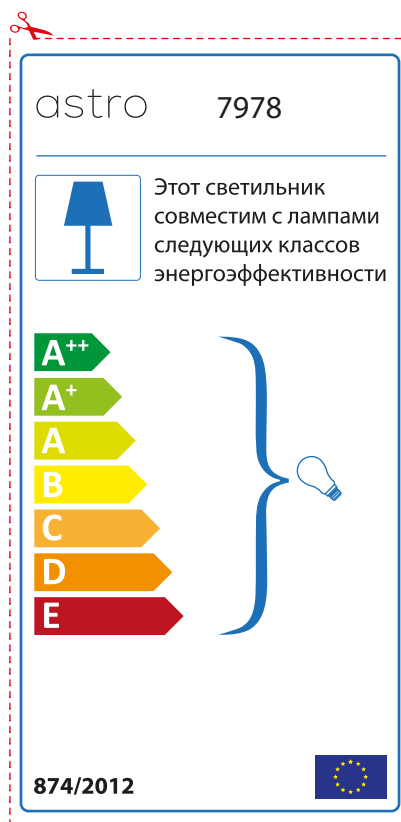 astro 7978
Этот светильник
совместим с лампами
следующих классов
энергоэффективности
A++
A+
A
B
C
D
E
874/2012